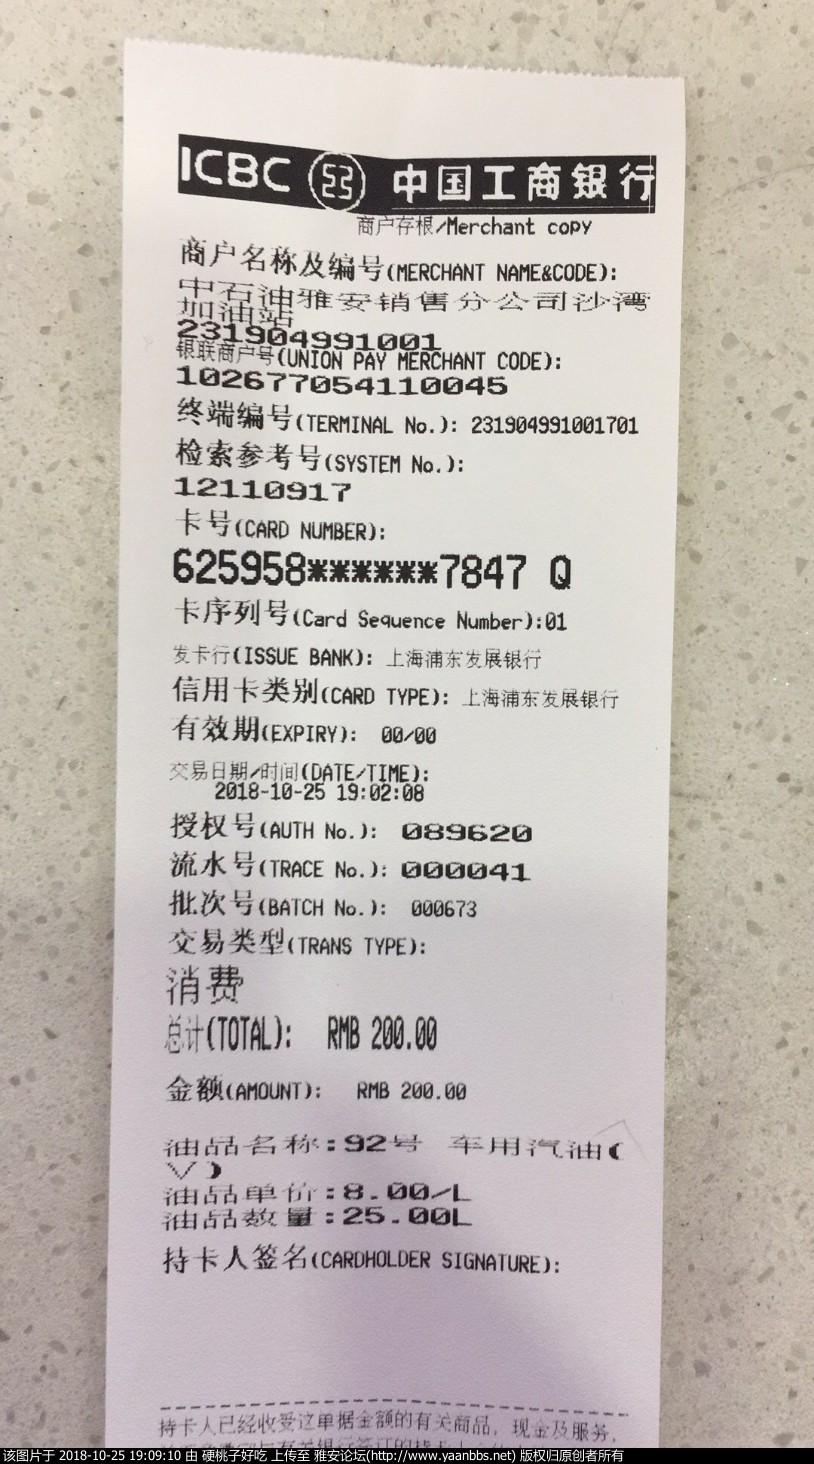 ICBC 中国工商银行
商户存根/Merchant copy
商户名称及编号(MERCHANT NAME&CODE):
中石油雅安销售分公司沙湾
加油站
231904991001
银联商户号(UNION PAY MERCHANT CODE):
102677054110045
终端编号(TERMINAL No.): 231904991001701
检索参考号(SYSTEM No.):
12110917
卡号(CARD NUMBER):
625958******7847 Q
卡序列号(Card Sequence Number):01
发卡行(ISSUE BANK): 上海浦东发展银行
信用卡类别(CARD TYPE): 上海浦东发展银行
有效期(EXPIRY): 00/00
交易日期/时间(DATE/TIME):
2018-10-25 19:02:08
授权号(AUTH No.): 089620
流水号(TRACE No.): 000041
批次号(BATCH No.): 000673
交易类型(TRANS TYPE):
消费
总计(TOTAL): RMB 200.00
金额(AMOUNT): RMB 200.00
油品名称:92号 车用汽油(
V)
油品单价:8.00/L
油品数量:25.00L
持卡人签名(CARDHOLDER SIGNATURE):
持卡人已经收受这单据金额的有关商品, 现金及服务,
该图片于 2018-10-25 19:09:10 由 硬桃子好吃 上传至 雅安论坛(http://www.yaanbbs.net) 版权归原创者所有